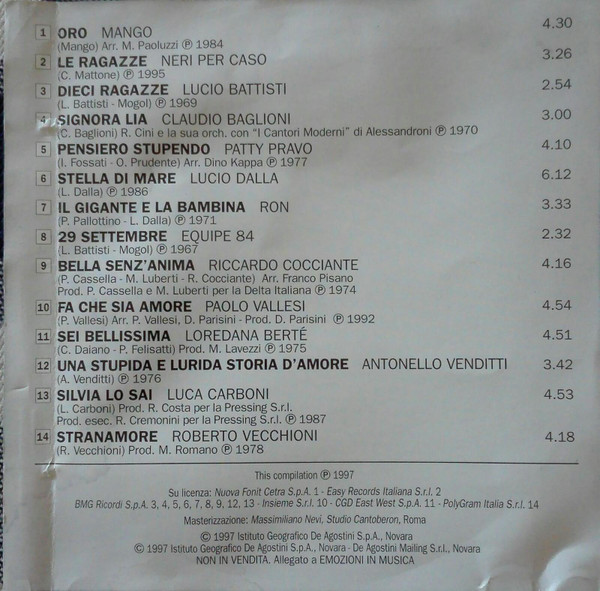 1 ORO MANGO 4.30
(Mango) Arr. M. Paoluzzi ℗ 1984
2 LE RAGAZZE NERI PER CASO 3.26
(C. Mattone) ℗ 1995
3 DIECI RAGAZZE LUCIO BATTISTI 2.54
(L. Battisti - Mogol) ℗ 1969
4 SIGNORA LIA CLAUDIO BAGLIONI 3.00
(C. Baglioni) R. Cini e la sua orch. con "I Cantori Moderni" di Alessandroni ℗ 1970
5 PENSIERO STUPENDO PATTY PRAVO 4.10
(I. Fossati - O. Prudente) Arr. Dino Kappa ℗ 1977
6 STELLA DI MARE LUCIO DALLA 6.12
(L. Dalla) ℗ 1986
7 IL GIGANTE E LA BAMBINA RON 3.33
(P. Pallottino - L. Dalla) ℗ 1971
8 29 SETTEMBRE EQUIPE 84 2.32
(L. Battisti - Mogol) ℗ 1967
9 BELLA SENZ'ANIMA RICCARDO COCCIANTE 4.16
(P. Cassella - M. Luberti - R. Cocciante) Arr. Franco Pisano
Prod. P. Cassella e M. Luberti per la Delta Italiana ℗ 1974
10 FA CHE SIA AMORE PAOLO VALLESI 4.54
(P. Vallesi) Arr. P. Vallesi, D. Parisini - Prod. D. Parisini ℗ 1992
11 SEI BELLISSIMA LOREDANA BERTÉ 4.51
(C. Daiano - P. Felisatti) Prod. M. Lavezzi ℗ 1975
12 UNA STUPIDA E LURIDA STORIA D'AMORE ANTONELLO VENDITTI 3.42
(A. Venditti) ℗ 1976
13 SILVIA LO SAI LUCA CARBONI 4.53
(L. Carboni) Prod. R. Costa per la Pressing S.r.l.
Prod. esec. R. Cremonini per la Pressing S.r.l. ℗ 1987
14 STRANAMORE ROBERTO VECCHIONI 4.18
(R. Vecchioni) Prod. M. Romano ℗ 1978
This compilation ℗ 1997
Su licenza: Nuova Fonit Cetra S.p.A. 1 - Easy Records Italiana S.r.l. 2
BMG Ricordi S.p.A. 3, 4, 5, 6, 7, 8, 9, 12, 13 - Insieme S.r.l. 10 - CGD East West S.p.A. 11 - PolyGram Italia S.r.l. 14
Masterizzazione: Massimiliano Nevi, Studio Cantoberon, Roma
© 1997 Istituto Geografico De Agostini S.p.A., Novara
© 1997 Istituto Geografico De Agostini S.p.A., Novara - De Agostini Mailing S.r.l., Novara
NON IN VENDITA. Allegato a EMOZIONI IN MUSICA